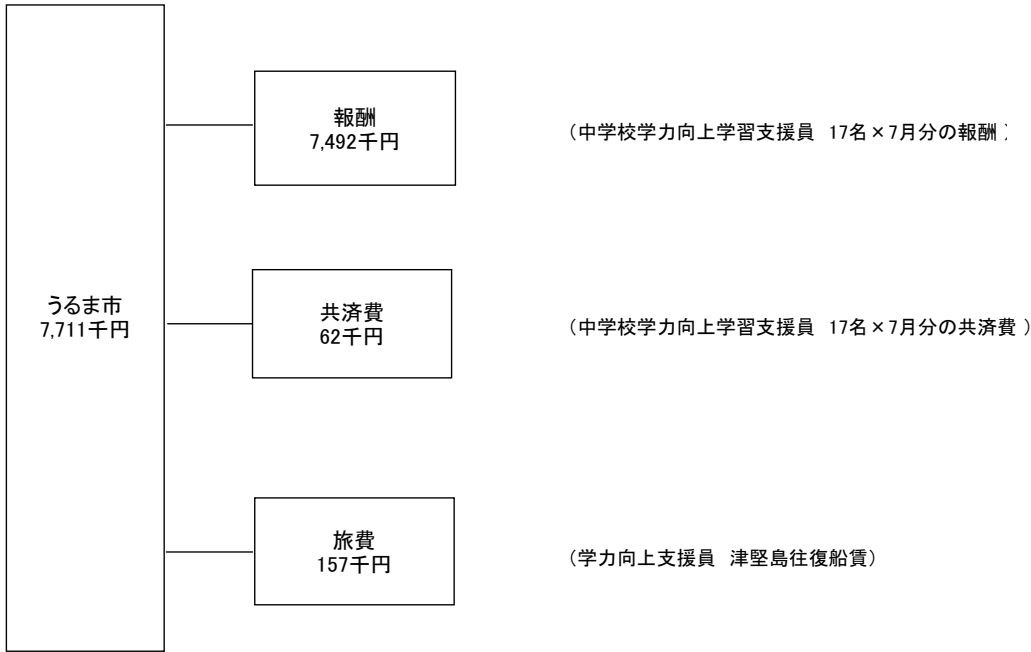 報酬
7,492千円
（中学校学力向上学習支援員　17名×7月分の報酬）
うるま市
7,711千円
共済費
62千円
（中学校学力向上学習支援員　17名×7月分の共済費）
旅費
157千円
（学力向上支援員　津堅島往復船賃）